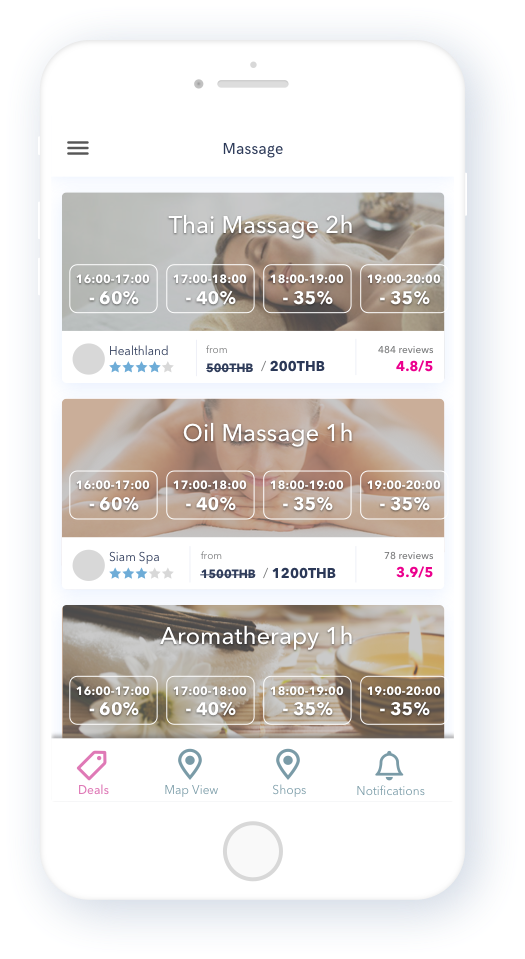 Massage
Thai Massage 2h
16:00-17:00 17:00-18:00 18:00-19:00 19:00-20:00
- 60% - 40% - 35% - 35%
Healthland from 484 reviews
500THB / 200THB 4.8/5
Oil Massage 1h
16:00-17:00 17:00-18:00 18:00-19:00 19:00-20:00
- 60% - 40% - 35% - 35%
Siam Spa from 78 reviews
1500THB / 1200THB 3.9/5
Aromatherapy 1h
16:00-17:00 17:00-18:00 18:00-19:00 19:00-20:00
- 60% - 40% - 35% - 35%
Deals Map View Shops Notifications